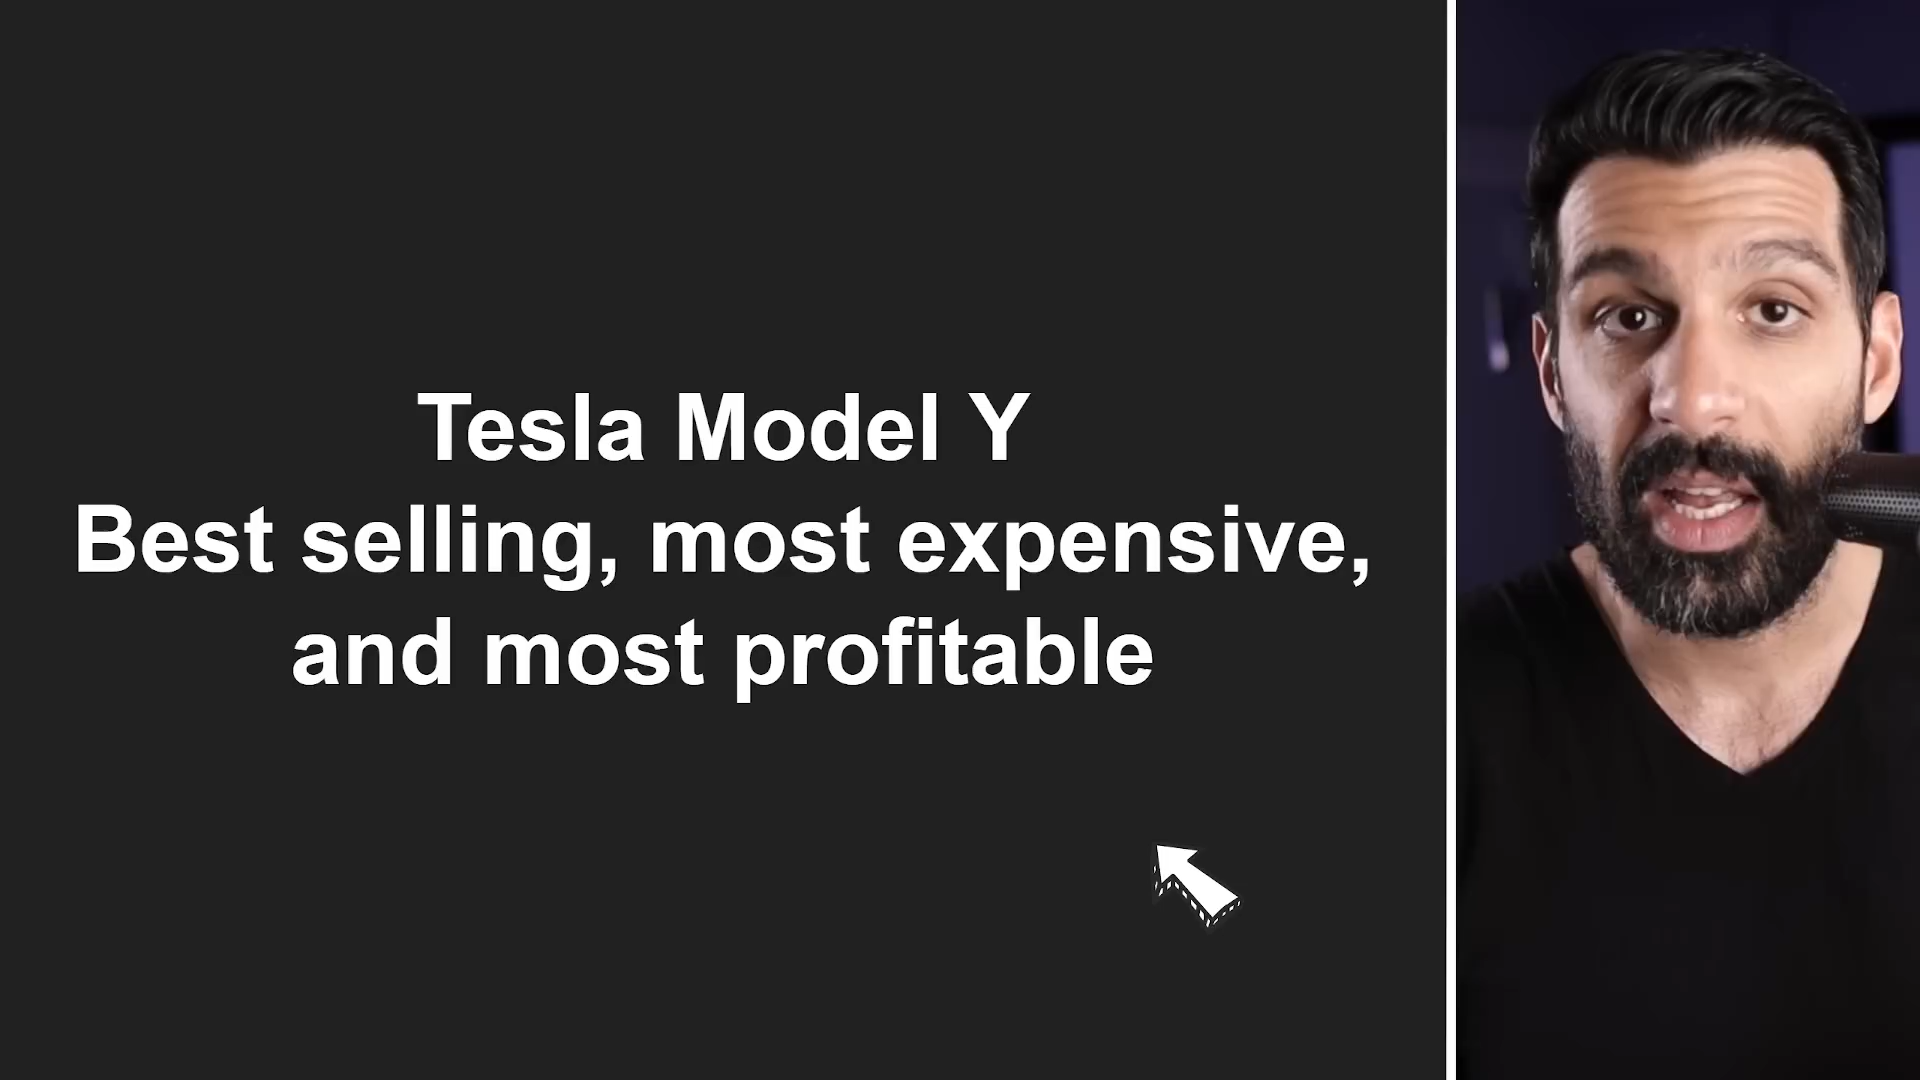 Tesla Model Y
Best selling, most expensive,
and most profitable